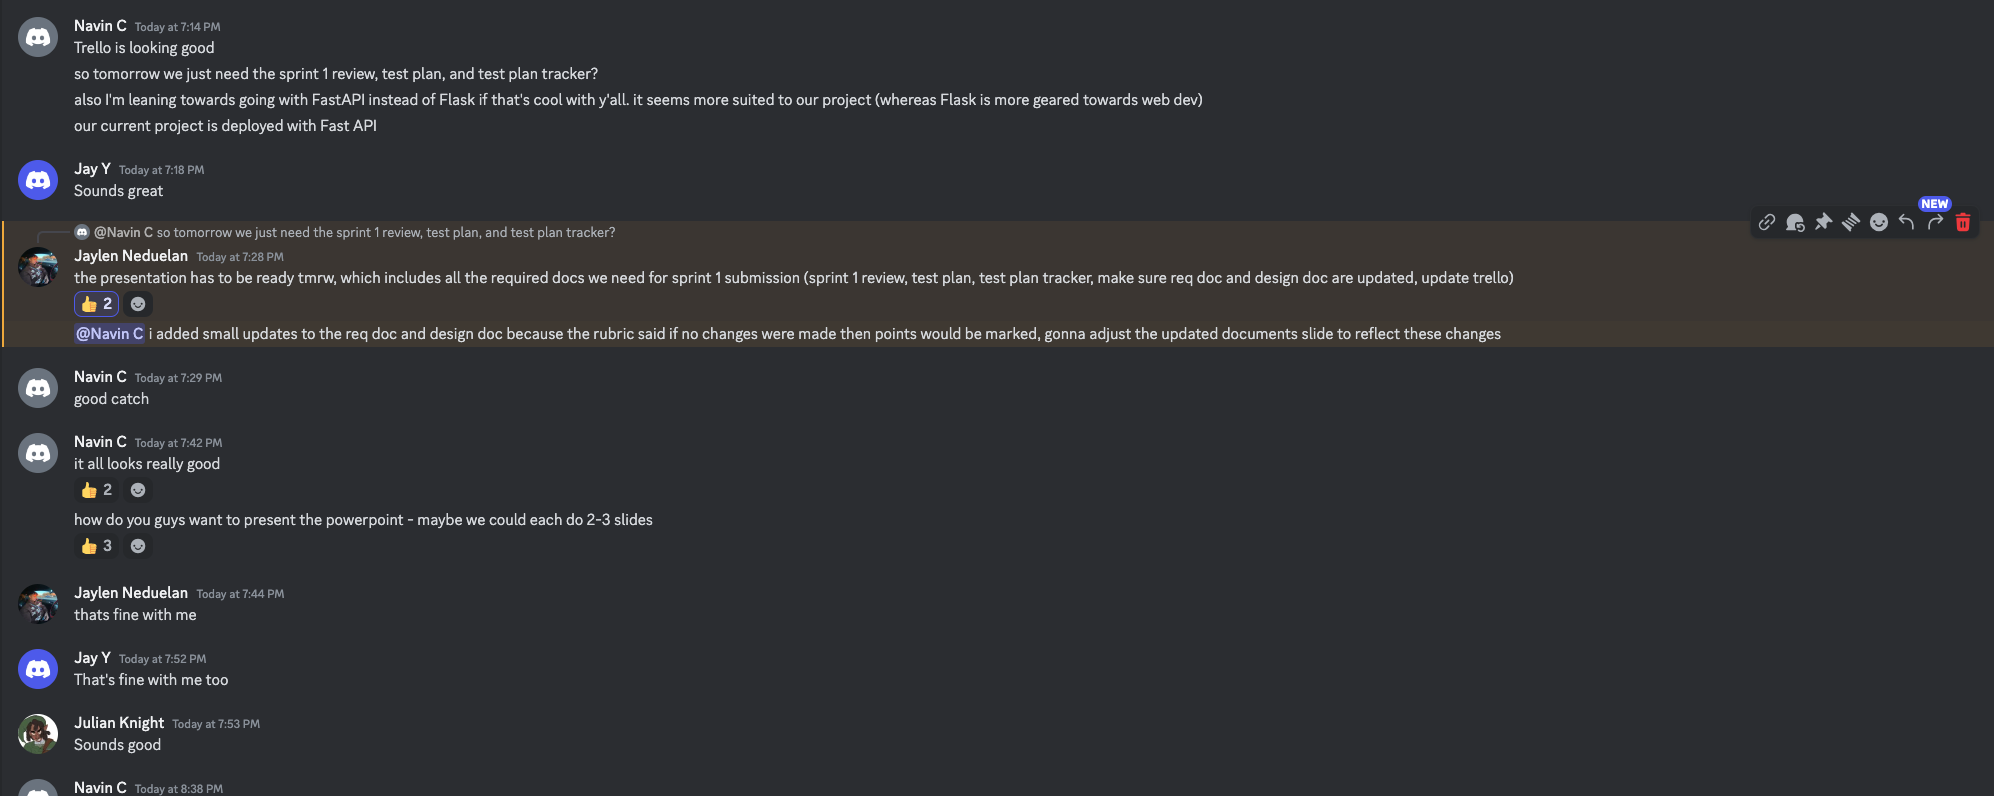 Navin C Today at 7:14 PM
Trello is looking good
so tomorrow we just need the sprint 1 review, test plan, and test plan tracker?
also I'm leaning towards going with FastAPI instead of Flask if that's cool with y'all. it seems more suited to our project (whereas Flask is more geared towards web dev)
our current project is deployed with Fast API
Jay Y Today at 7:18 PM
Sounds great
NEW
@Navin C so tomorrow we just need the sprint 1 review, test plan, and test plan tracker?
Jaylen Neduelan Today at 7:28 PM
the presentation has to be ready tmrw, which includes all the required docs we need for sprint 1 submission (sprint 1 review, test plan, test plan tracker, make sure req doc and design doc are updated, update trello)
👍 2
@Navin C i added small updates to the req doc and design doc because the rubric said if no changes were made then points would be marked, gonna adjust the updated documents slide to reflect these changes
Navin C Today at 7:29 PM
good catch
Navin C Today at 7:42 PM
it all looks really good
👍 2
how do you guys want to present the powerpoint - maybe we could each do 2-3 slides
👍 3
Jaylen Neduelan Today at 7:44 PM
thats fine with me
Jay Y Today at 7:52 PM
That's fine with me too
Julian Knight Today at 7:53 PM
Sounds good
Navin C Today at 8:38 PM